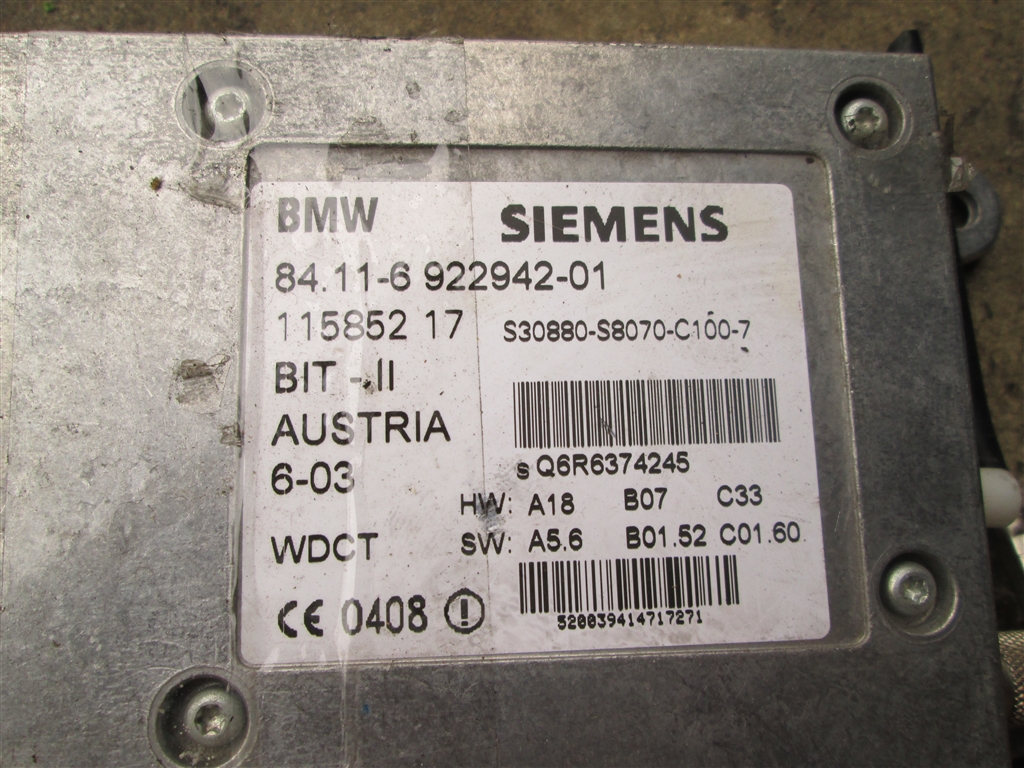 BMW SIEMENS
84.11-6 922942-01
115852 17 S30880-S8070-C100-7
BIT - II
AUSTRIA
s Q6R6374245
6-03
HW: A18 B07 C33
WDCT SW: A5.6 B01.52 C01.60
CE 0408
520039414717271